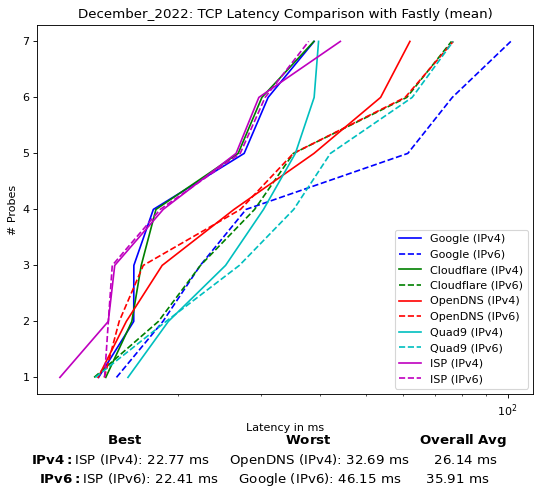 December_2022: TCP Latency Comparison with Fastly (mean)
7
6
5
4
3
2
1
# Probes
Google (IPv4)
Google (IPv6)
Cloudflare (IPv4)
Cloudflare (IPv6)
OpenDNS (IPv4)
OpenDNS (IPv6)
Quad9 (IPv4)
Quad9 (IPv6)
ISP (IPv4)
ISP (IPv6)
10²
Latency in ms
Best Worst Overall Avg
IPv4: ISP (IPv4): 22.77 ms OpenDNS (IPv4): 32.69 ms 26.14 ms
IPv6: ISP (IPv6): 22.41 ms Google (IPv6): 46.15 ms 35.91 ms